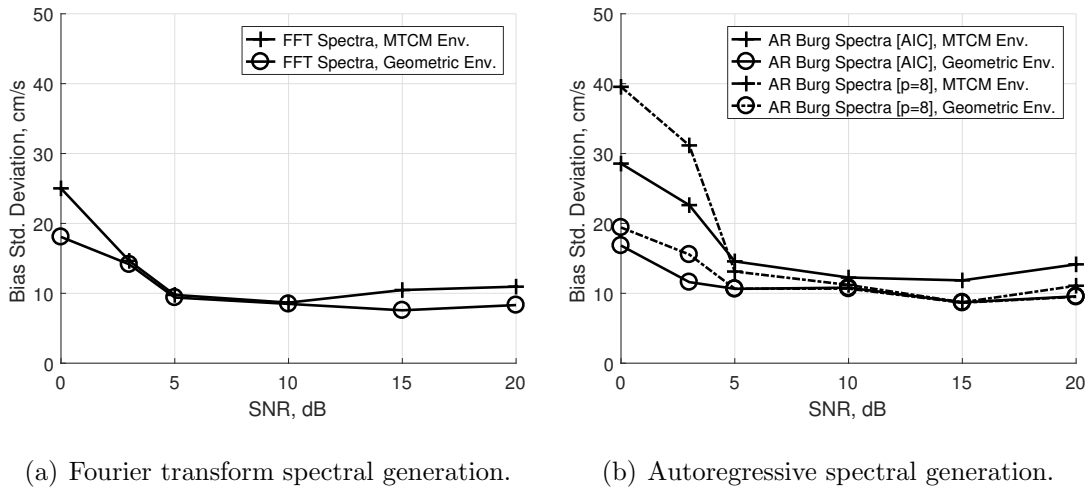 50
40
30
20
10
0
0
5
10
15
20
SNR, dB
Bias Std. Deviation, cm/s
FFT Spectra, MTCM Env.
FFT Spectra, Geometric Env.
(a) Fourier transform spectral generation.
50
40
30
20
10
0
0
5
10
15
20
SNR, dB
Bias Std. Deviation, cm/s
AR Burg Spectra [AIC], MTCM Env.
AR Burg Spectra [AIC], Geometric Env.
AR Burg Spectra [p=8], MTCM Env.
AR Burg Spectra [p=8], Geometric Env.
(b) Autoregressive spectral generation.